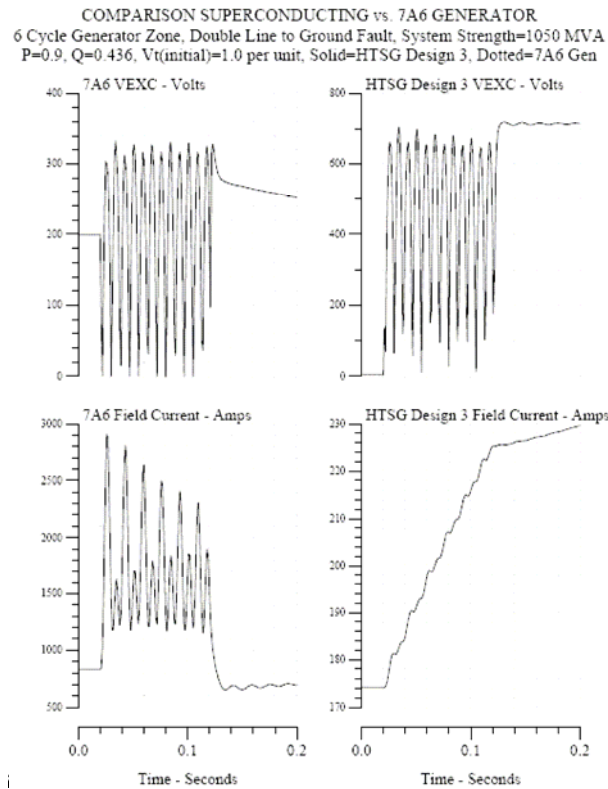 COMPARISON SUPERCONDUCTING vs. 7A6 GENERATOR
6 Cycle Generator Zone, Double Line to Ground Fault, System Strength=1050 MVA
P=0.9, Q=0.436, Vt(initial)=1.0 per unit, Solid=HTSG Design 3, Dotted=7A6 Gen
7A6 VEXC - Volts
400
300
200
100
0
HTSG Design 3 VEXC - Volts
800
600
400
200
0
7A6 Field Current - Amps
3000
2500
2000
1500
1000
500
0.0
0.1
0.2
Time - Seconds
HTSG Design 3 Field Current - Amps
230
220
210
200
190
180
170
0.0
0.1
0.2
Time - Seconds
i